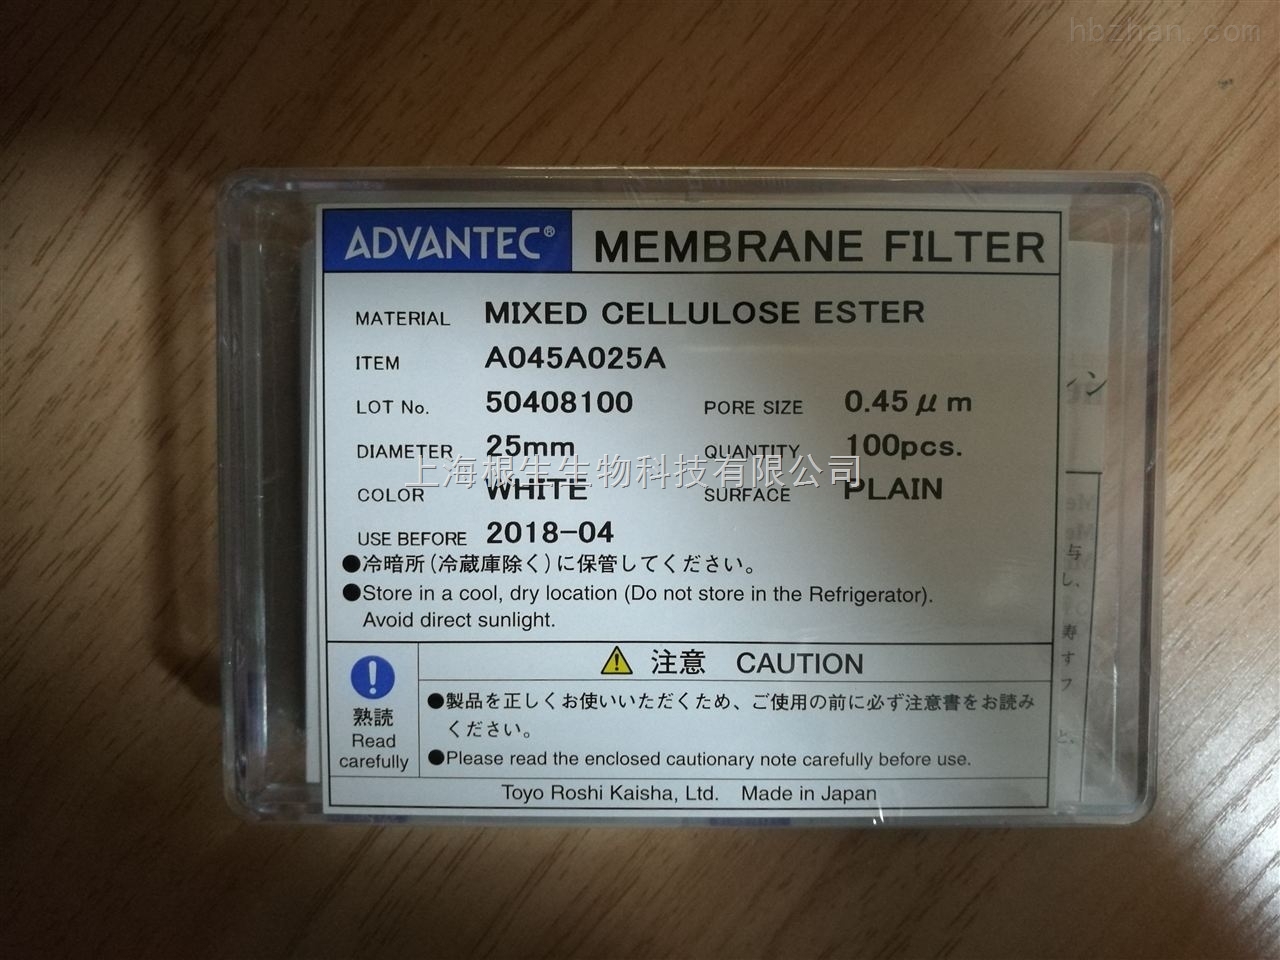 hbzhan.com
ADVANTEC® MEMBRANE FILTER
MATERIAL MIXED CELLULOSE ESTER
ITEM A045A025A
LOT No. 50408100 PORE SIZE 0.45μm
DIAMETER 25mm QUANTITY 100pcs.
上海根生生物科技有限公司
COLOR WHITE SURFACE PLAIN
USE BEFORE 2018-04
●冷暗所(冷蔵庫除く)に保管してください。
●Store in a cool, dry location (Do not store in the Refrigerator).
Avoid direct sunlight.
注意 CAUTION
熟読
Read
carefully
●製品を正しくお使いいただくため、ご使用の前に必ず注意書をお読み
ください。
●Please read the enclosed cautionary note carefully before use.
Toyo Roshi Kaisha, Ltd. Made in Japan